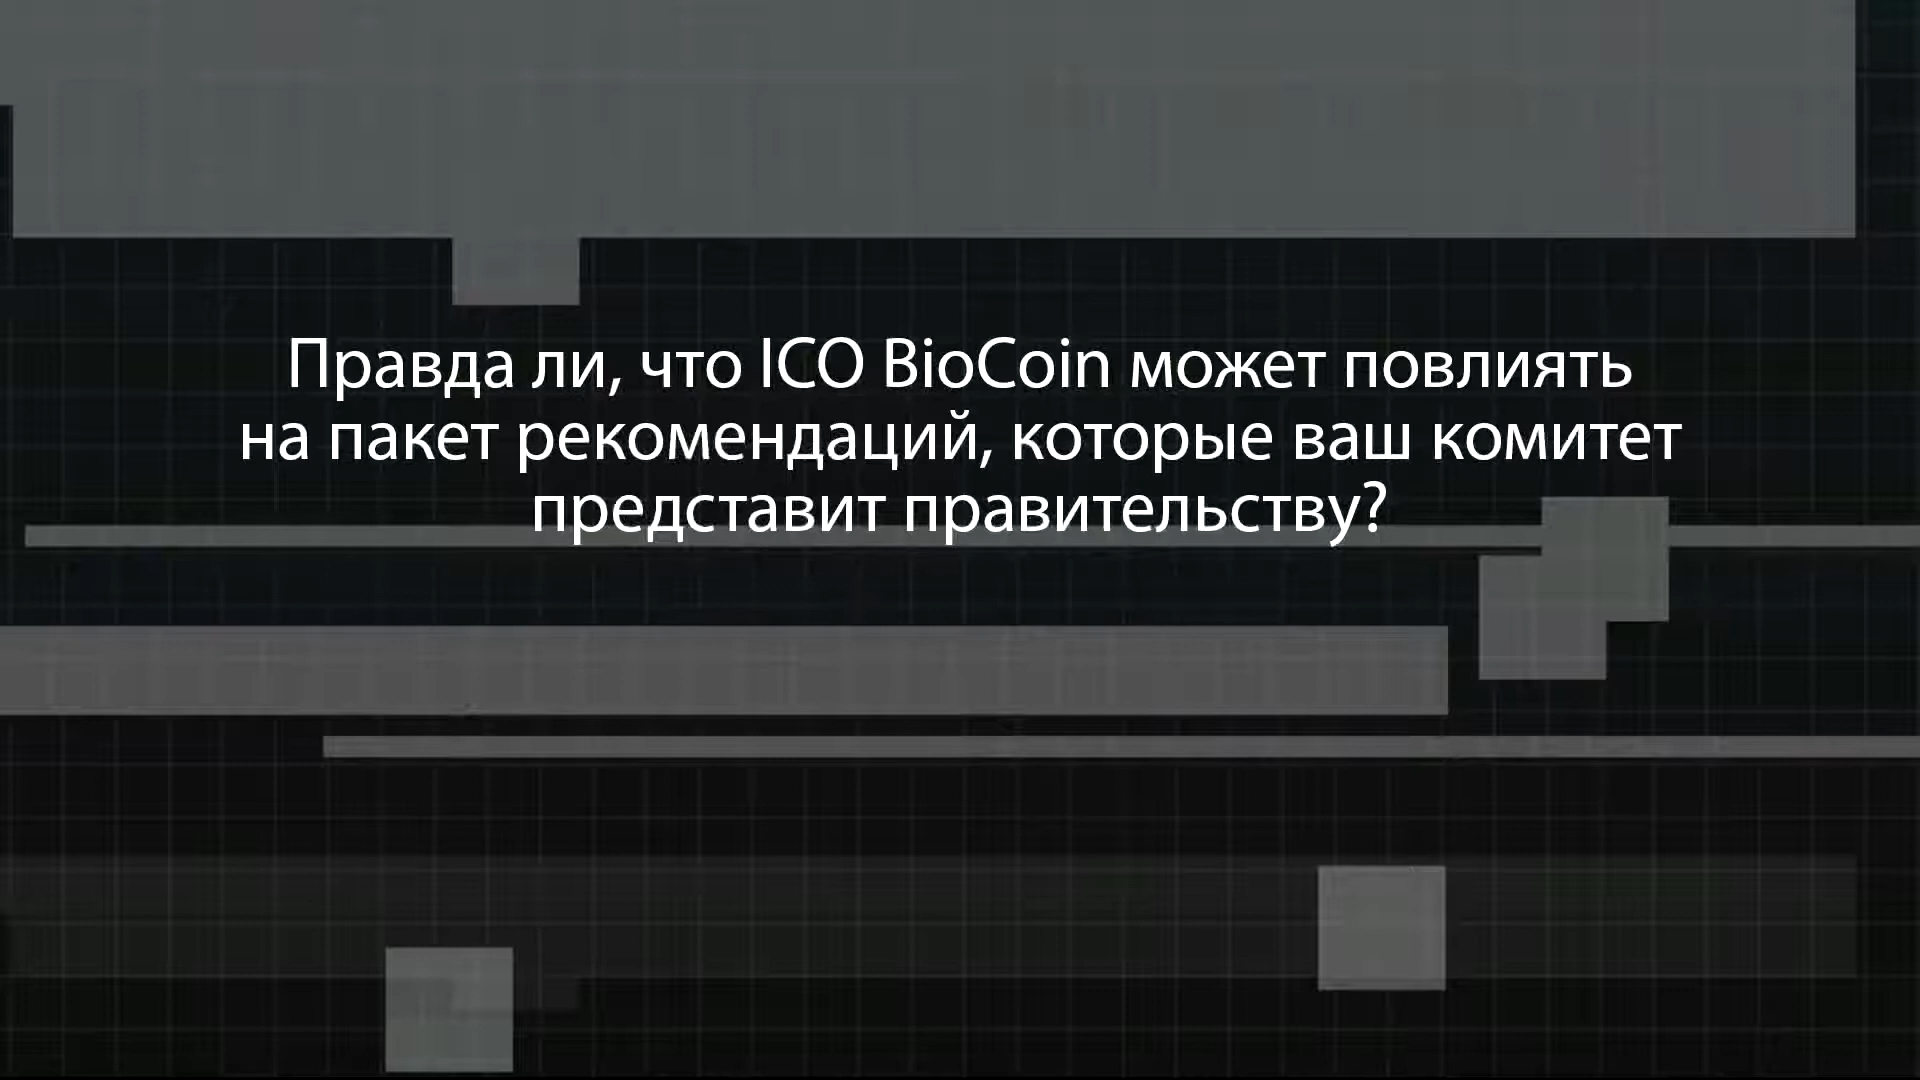 Правда ли, что ICO BioCoin может повлиять
на пакет рекомендаций, которые ваш комитет
представит правительству?